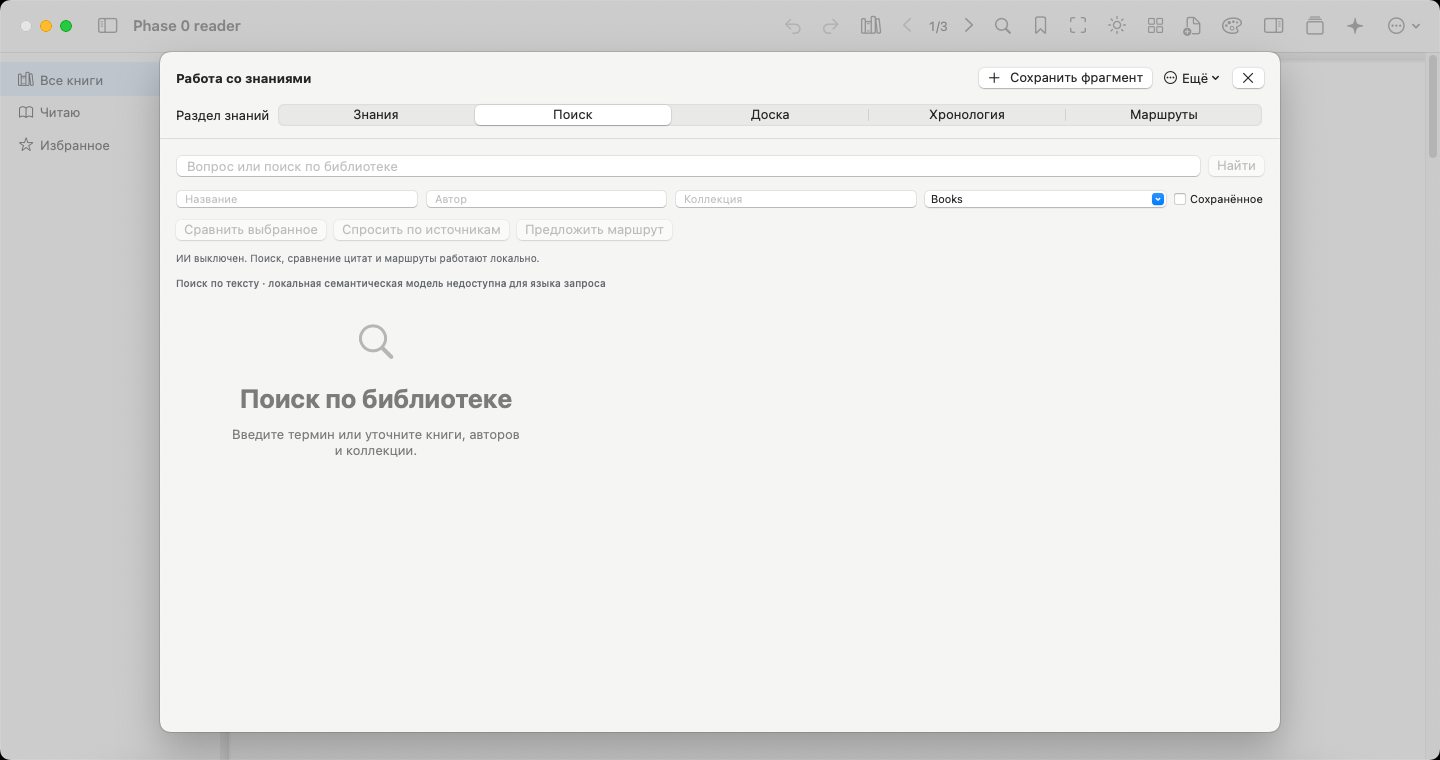 Phase 0 reader
1/3
Все книги
Читаю
Избранное
Работа со знаниями
Сохранить фрагмент
Ещё
Раздел знаний
Знания
Поиск
Доска
Хронология
Маршруты
Вопрос или поиск по библиотеке
Найти
Название
Автор
Коллекция
Books
Сохранённое
Сравнить выбранное
Спросить по источникам
Предложить маршрут
ИИ выключен. Поиск, сравнение цитат и маршруты работают локально.
Поиск по тексту · локальная семантическая модель недоступна для языка запроса
Поиск по библиотеке
Введите термин или уточните книги, авторов
и коллекции.